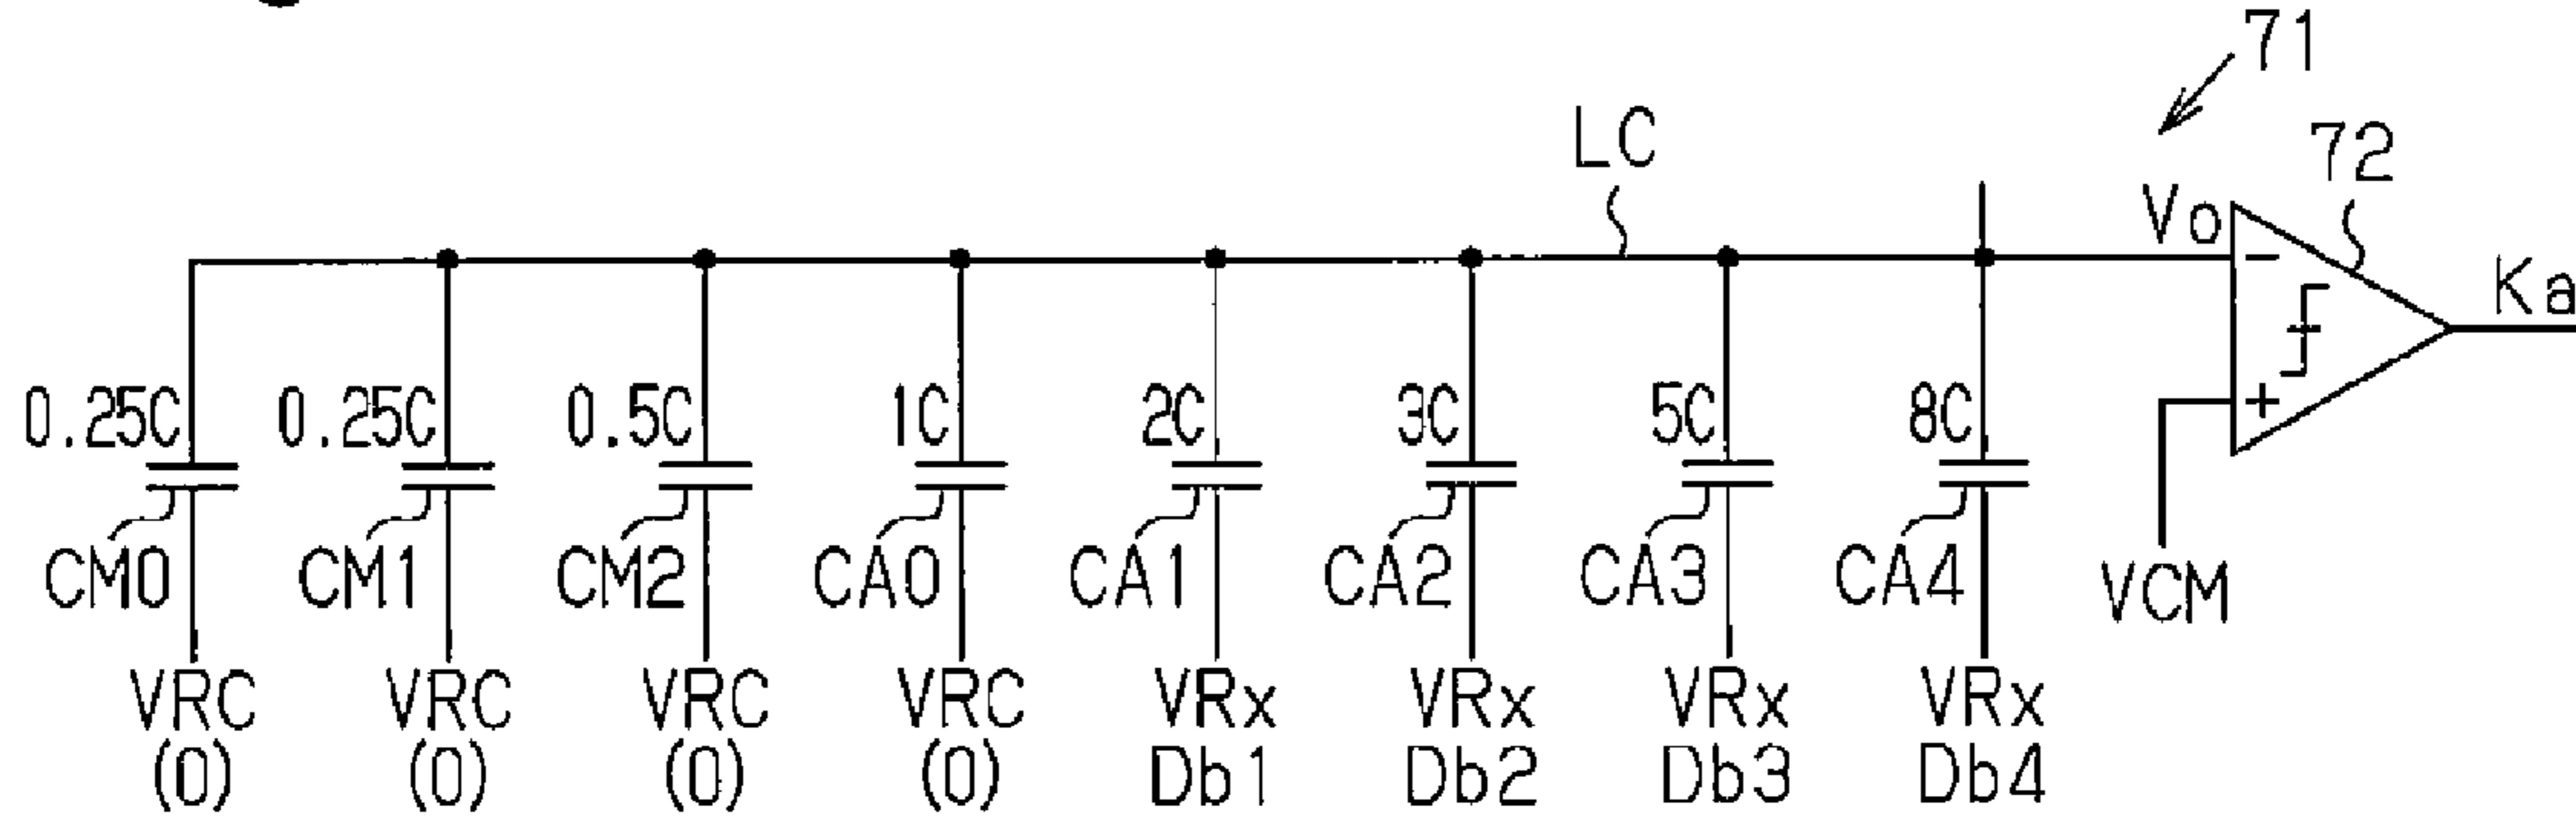 71
LC
72
Vo
Ka
0.25C 0.25C 0.5C 1C 2C 3C 5C 8C
CM0 CM1 CM2 CA0 CA1 CA2 CA3 CA4
VCM
VRC VRC VRC VRC VRx VRx VRx VRx
(0) (0) (0) (0) Db1 Db2 Db3 Db4